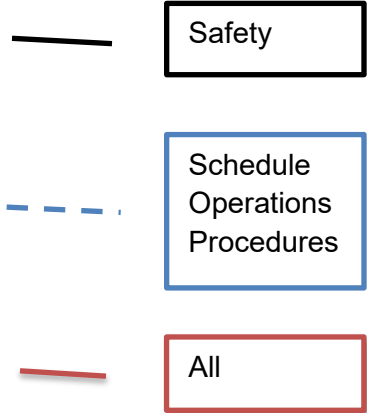 Safety
Schedule
Operations
Procedures
All